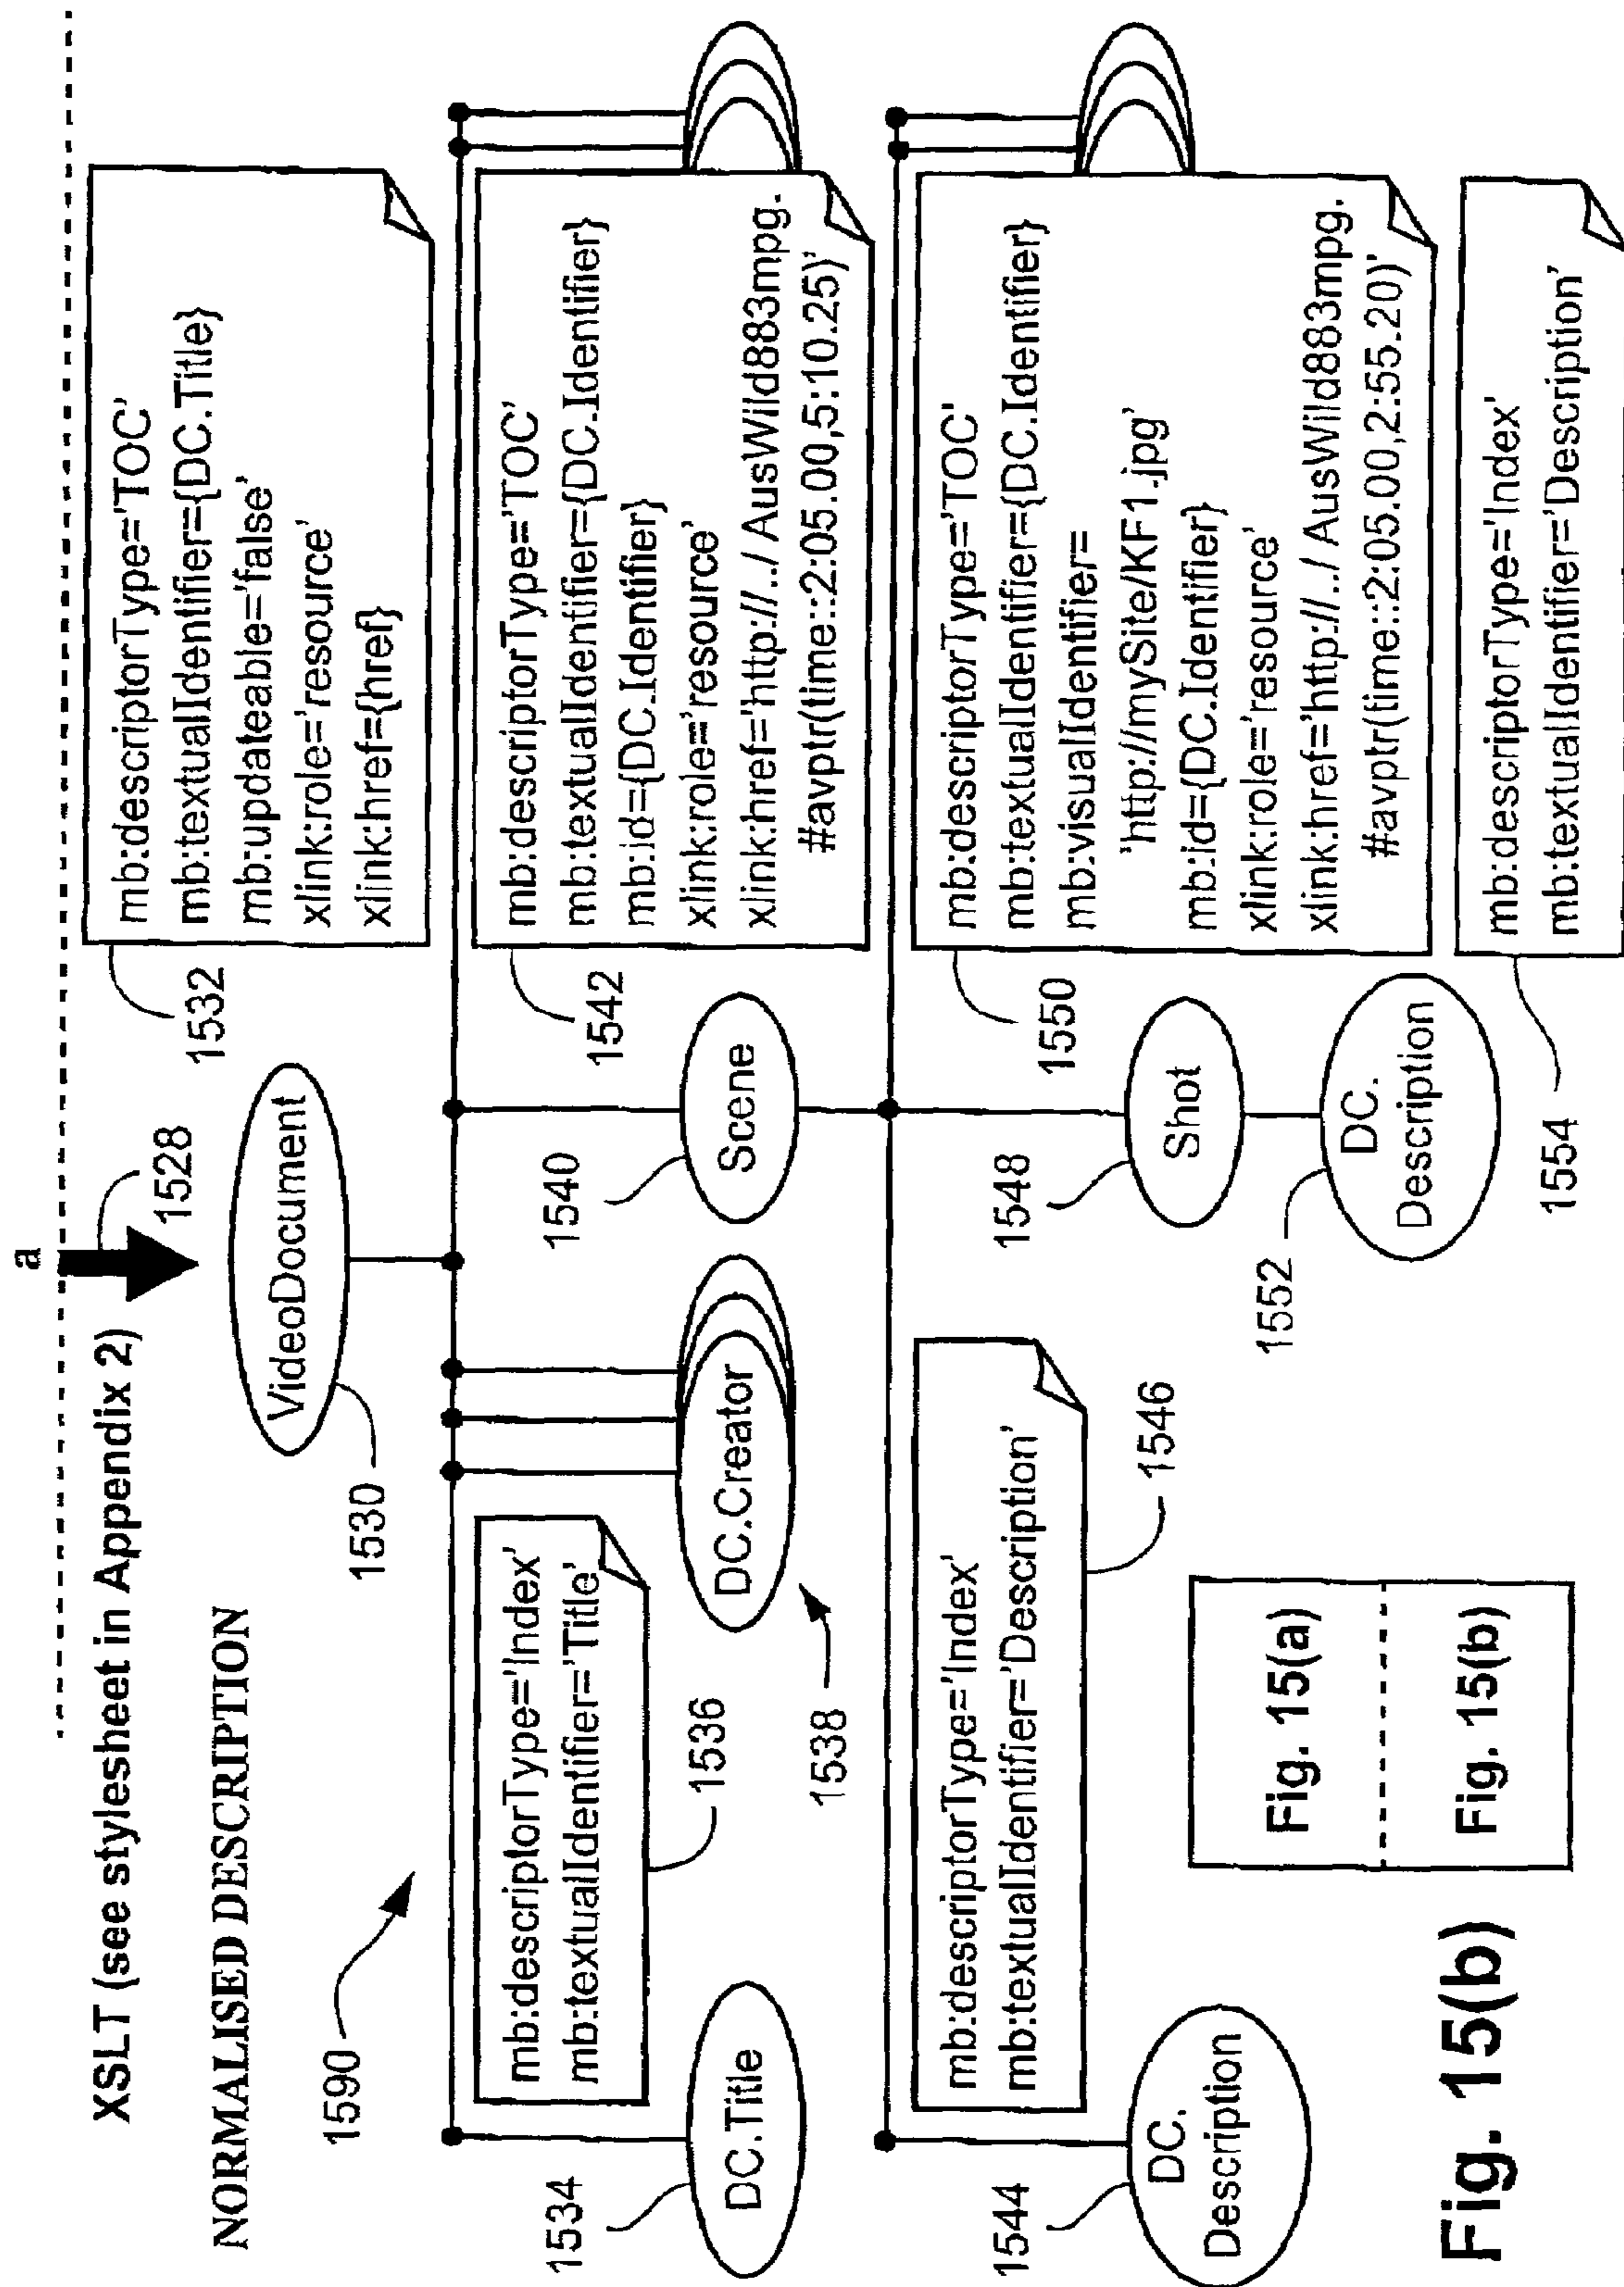 a
XSLT (see stylesheet in Appendix 2)
1528
NORMALISED DESCRIPTION
VideoDocument
1530
1532
mb:descriptorType='TOC'
mb:textualIdentifier={DC.Title}
mb:updateable='false'
xlink:role='resource'
xlink:href={href}
1590
1534
DC.Title
mb:descriptorType='Index'
mb:textualIdentifier='Title'
1536
DC.Creator
1538
1540
Scene
1542
mb:descriptorType='TOC'
mb:textualIdentifier={DC.Identifier}
mb:id={DC.Identifier}
xlink:role='resource'
xlink:href='http://../ AusWild883mpg.
#avptr(time::2:05.00,5:10.25)'
1544
DC.
Description
mb:descriptorType='Index'
mb:textualIdentifier='Description'
1546
1548
Shot
1550
mb:descriptorType='TOC'
mb:textualIdentifier={DC.Identifier}
mb:visualIdentifier=
'http://mySite/KF1.jpg'
mb:id={DC.Identifier}
xlink:role='resource'
xlink:href='http://../ AusWild883mpg.
#avptr(time::2:05.00,2:55.20)'
1552
DC.
Description
1554
mb:descriptorType='Index'
mb:textualIdentifier='Description'
Fig. 15(a)
Fig. 15(b)
Fig. 15(b)